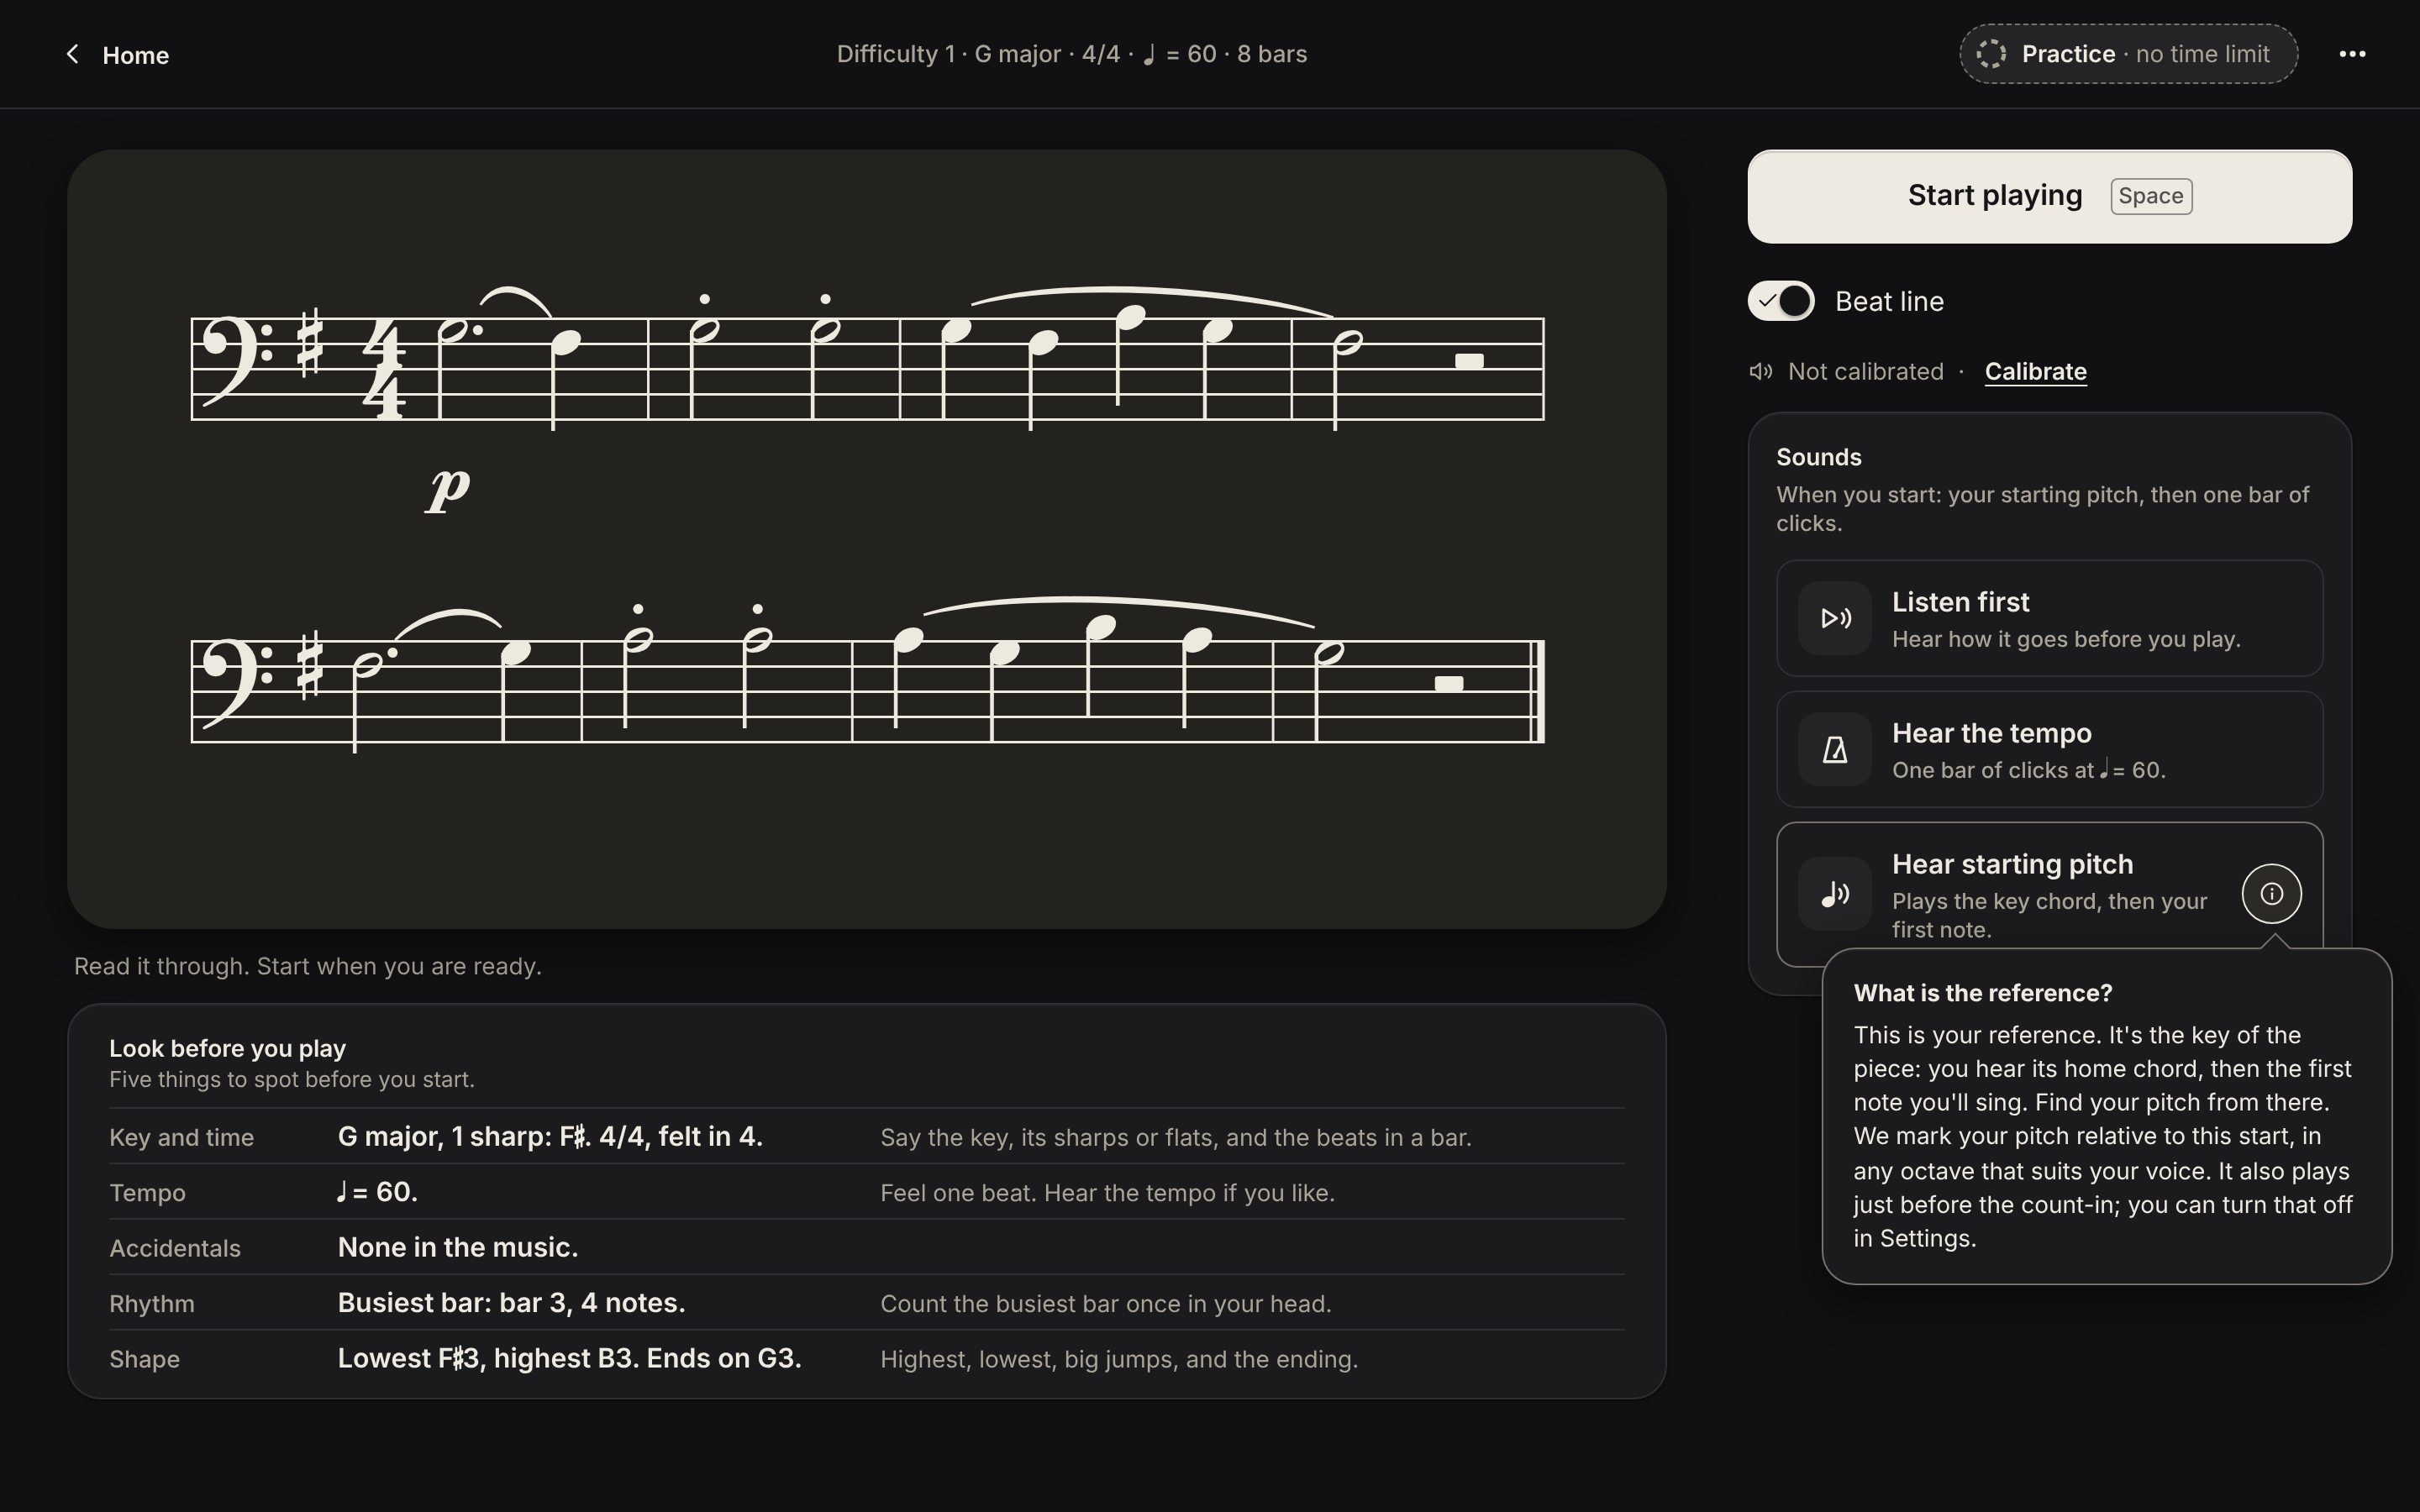 Home
Difficulty 1 · G major · 4/4 · ♩ = 60 · 8 bars
Practice · no time limit
Start playing Space
Beat line
Not calibrated · Calibrate
4
4
p
Sounds
When you start: your starting pitch, then one bar of
clicks.
Listen first
Hear how it goes before you play.
Hear the tempo
One bar of clicks at ♩ = 60.
Hear starting pitch
Plays the key chord, then your
first note.
What is the reference?
This is your reference. It's the key of the
piece: you hear its home chord, then the first
note you'll sing. Find your pitch from there.
We mark your pitch relative to this start, in
any octave that suits your voice. It also plays
just before the count-in; you can turn that off
in Settings.
Read it through. Start when you are ready.
Look before you play
Five things to spot before you start.
Key and time G major, 1 sharp: F♯. 4/4, felt in 4. Say the key, its sharps or flats, and the beats in a bar.
Tempo ♩ = 60. Feel one beat. Hear the tempo if you like.
Accidentals None in the music.
Rhythm Busiest bar: bar 3, 4 notes. Count the busiest bar once in your head.
Shape Lowest F♯3, highest B3. Ends on G3. Highest, lowest, big jumps, and the ending.